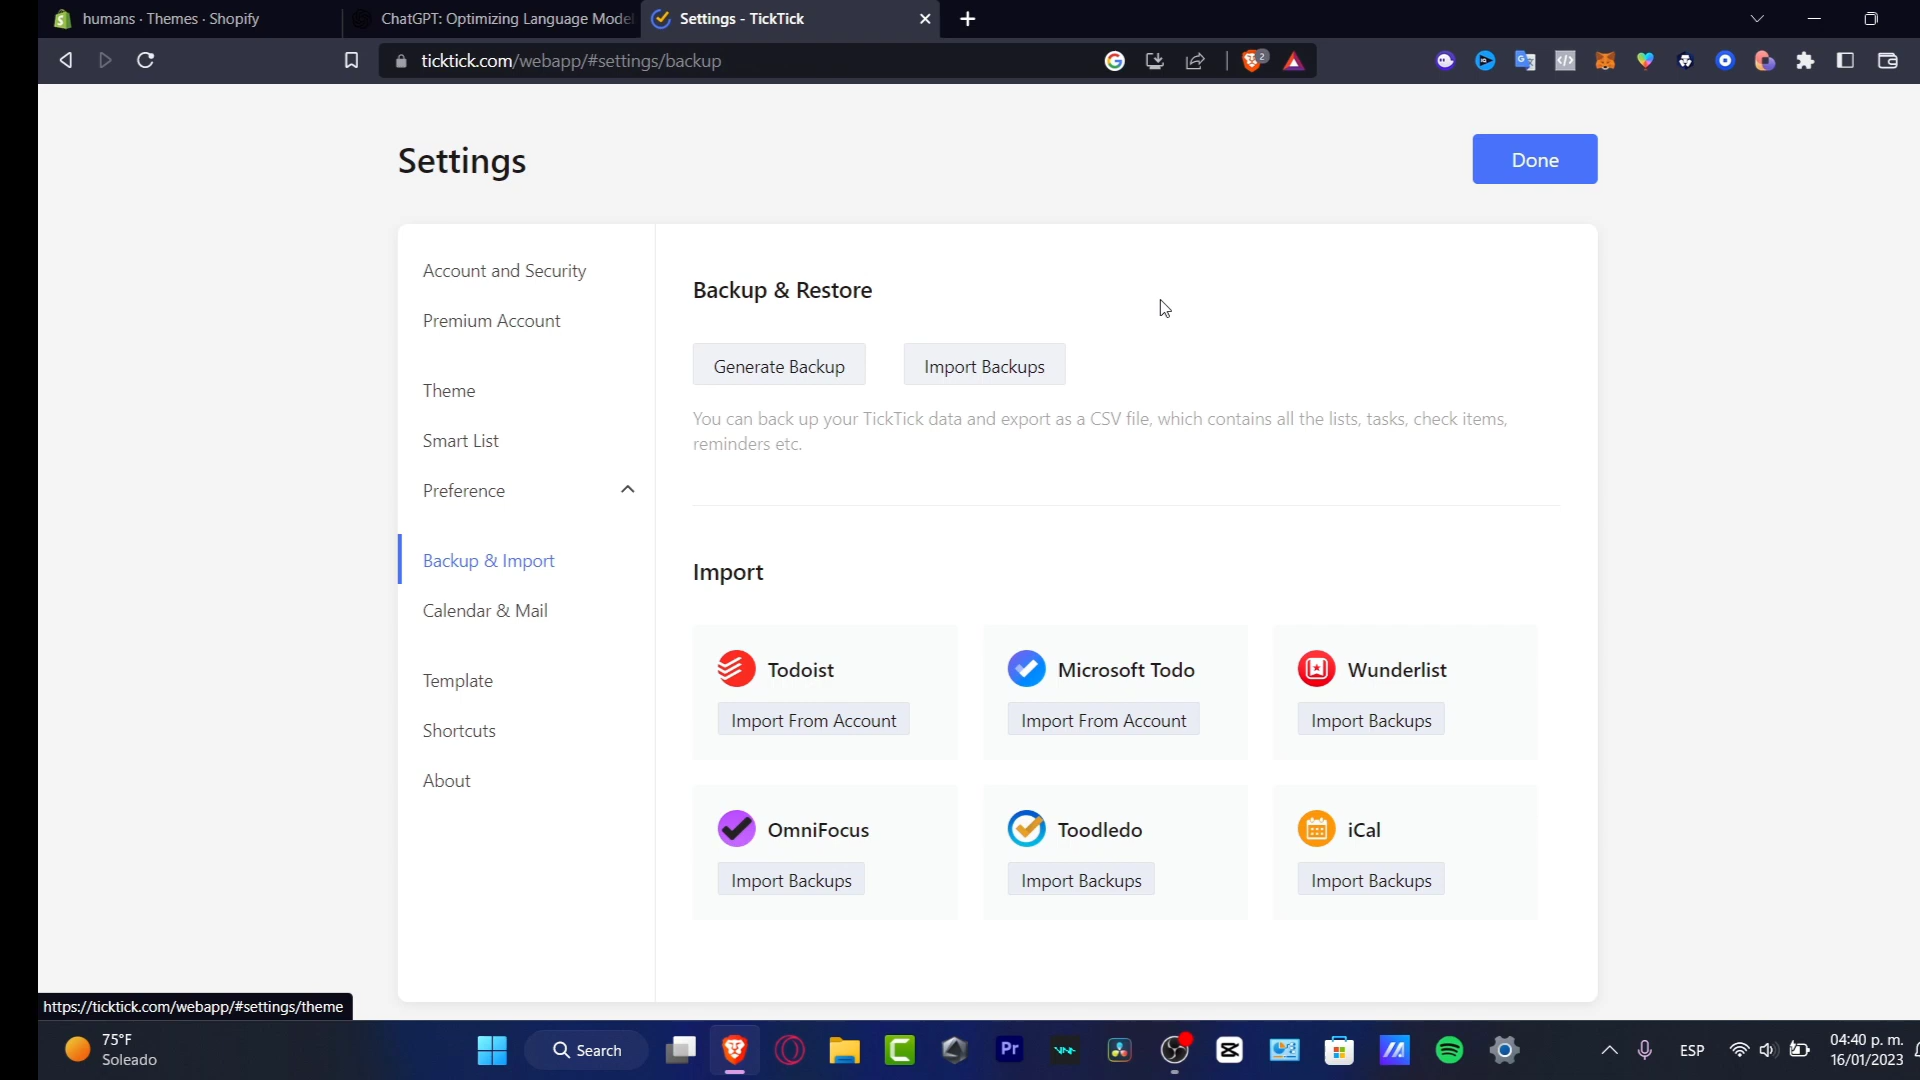 humans · Themes · Shopify
ChatGPT: Optimizing Language Model
Settings - TickTick
ticktick.com/webapp/#settings/backup
2
Settings
Done
Account and Security
Premium Account
Theme
Smart List
Preference
Backup & Import
Calendar & Mail
Template
Shortcuts
About
Backup & Restore
Generate Backup
Import Backups
You can back up your TickTick data and export as a CSV file, which contains all the lists, tasks, check items,
reminders etc.
Import
Todoist
Import From Account
Microsoft Todo
Import From Account
Wunderlist
Import Backups
OmniFocus
Import Backups
Toodledo
Import Backups
iCal
Import Backups
https://ticktick.com/webapp/#settings/theme
75°F
Soleado
Search
Pr
ESP
04:40 p. m.
16/01/2023